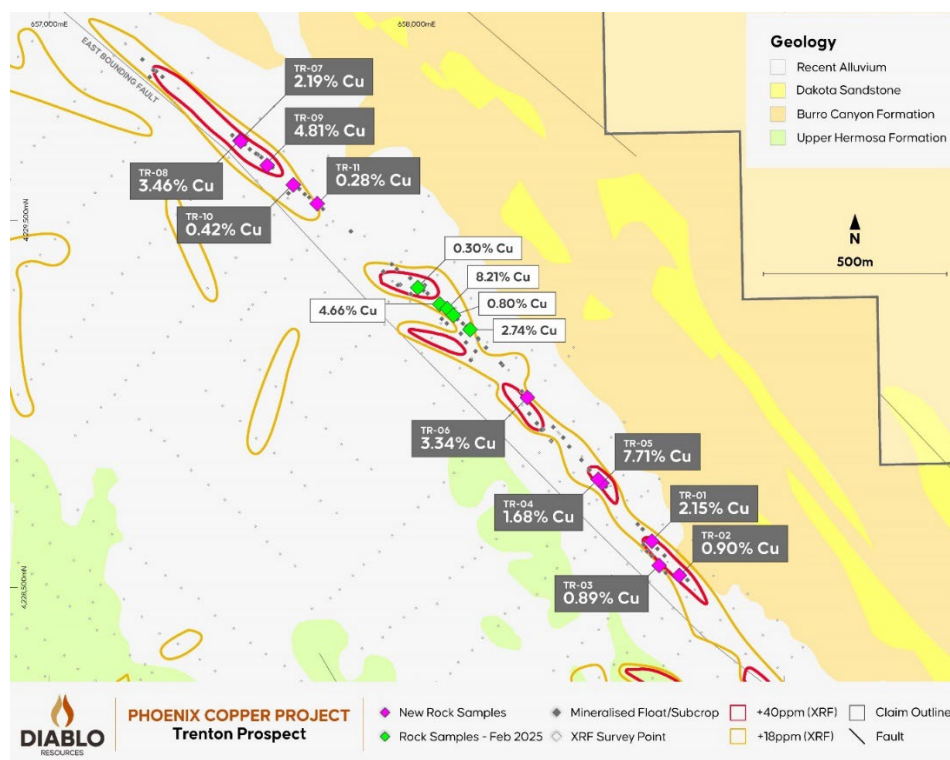 657,000mE
658,000mE
EAST BOUNDING FAULT
4,229,500mN
4,228,500mN
Geology
Recent Alluvium
Dakota Sandstone
Burro Canyon Formation
Upper Hermosa Formation
N
500m
TR-07
2.19% Cu
TR-09
4.81% Cu
TR-08
3.46% Cu
TR-11
0.28% Cu
TR-10
0.42% Cu
0.30% Cu
8.21% Cu
4.66% Cu
0.80% Cu
2.74% Cu
TR-06
3.34% Cu
TR-05
7.71% Cu
TR-04
1.68% Cu
TR-01
2.15% Cu
TR-02
0.90% Cu
TR-03
0.89% Cu
DIABLO
RESOURCES
PHOENIX COPPER PROJECT
Trenton Prospect
New Rock Samples
Rock Samples - Feb 2025
Mineralised Float/Subcrop
XRF Survey Point
+40ppm (XRF)
+18ppm (XRF)
Claim Outline
Fault